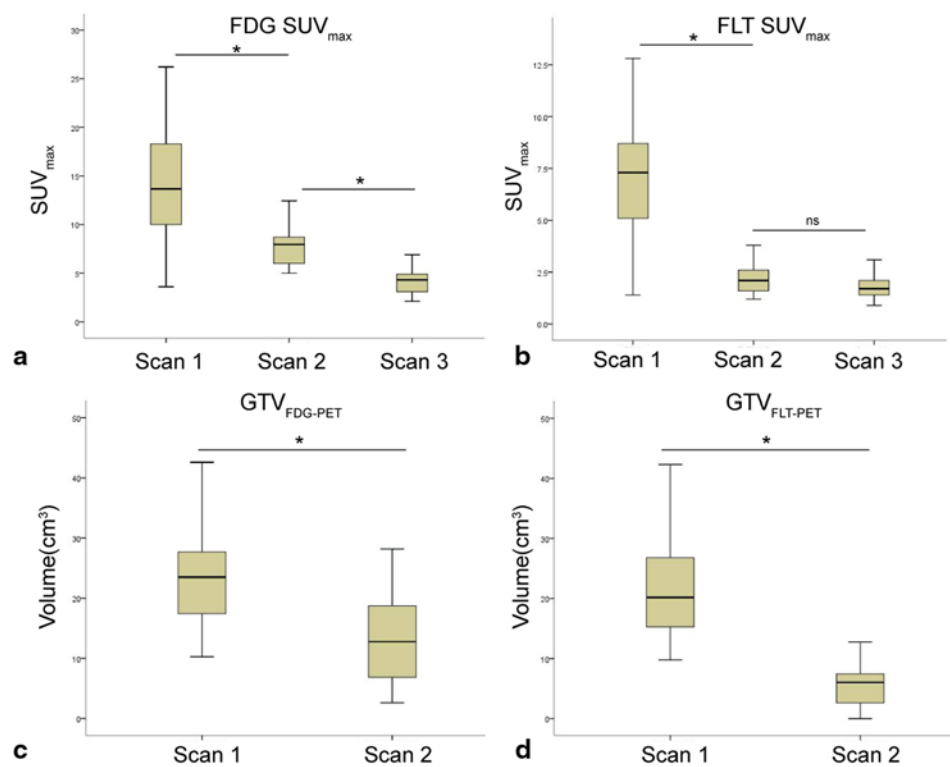 FDG SUVmax
*
*
SUVmax
30
25
20
15
10
5
0
Scan 1 Scan 2 Scan 3
a
FLT SUVmax
*
ns
SUVmax
12.5
10.0
7.5
5.0
2.5
0.0
Scan 1 Scan 2 Scan 3
b
GTVFDG-PET
*
Volume(cm³)
50
40
30
20
10
0
Scan 1 Scan 2
c
GTVFLT-PET
*
Volume(cm³)
50
40
30
20
10
0
Scan 1 Scan 2
d